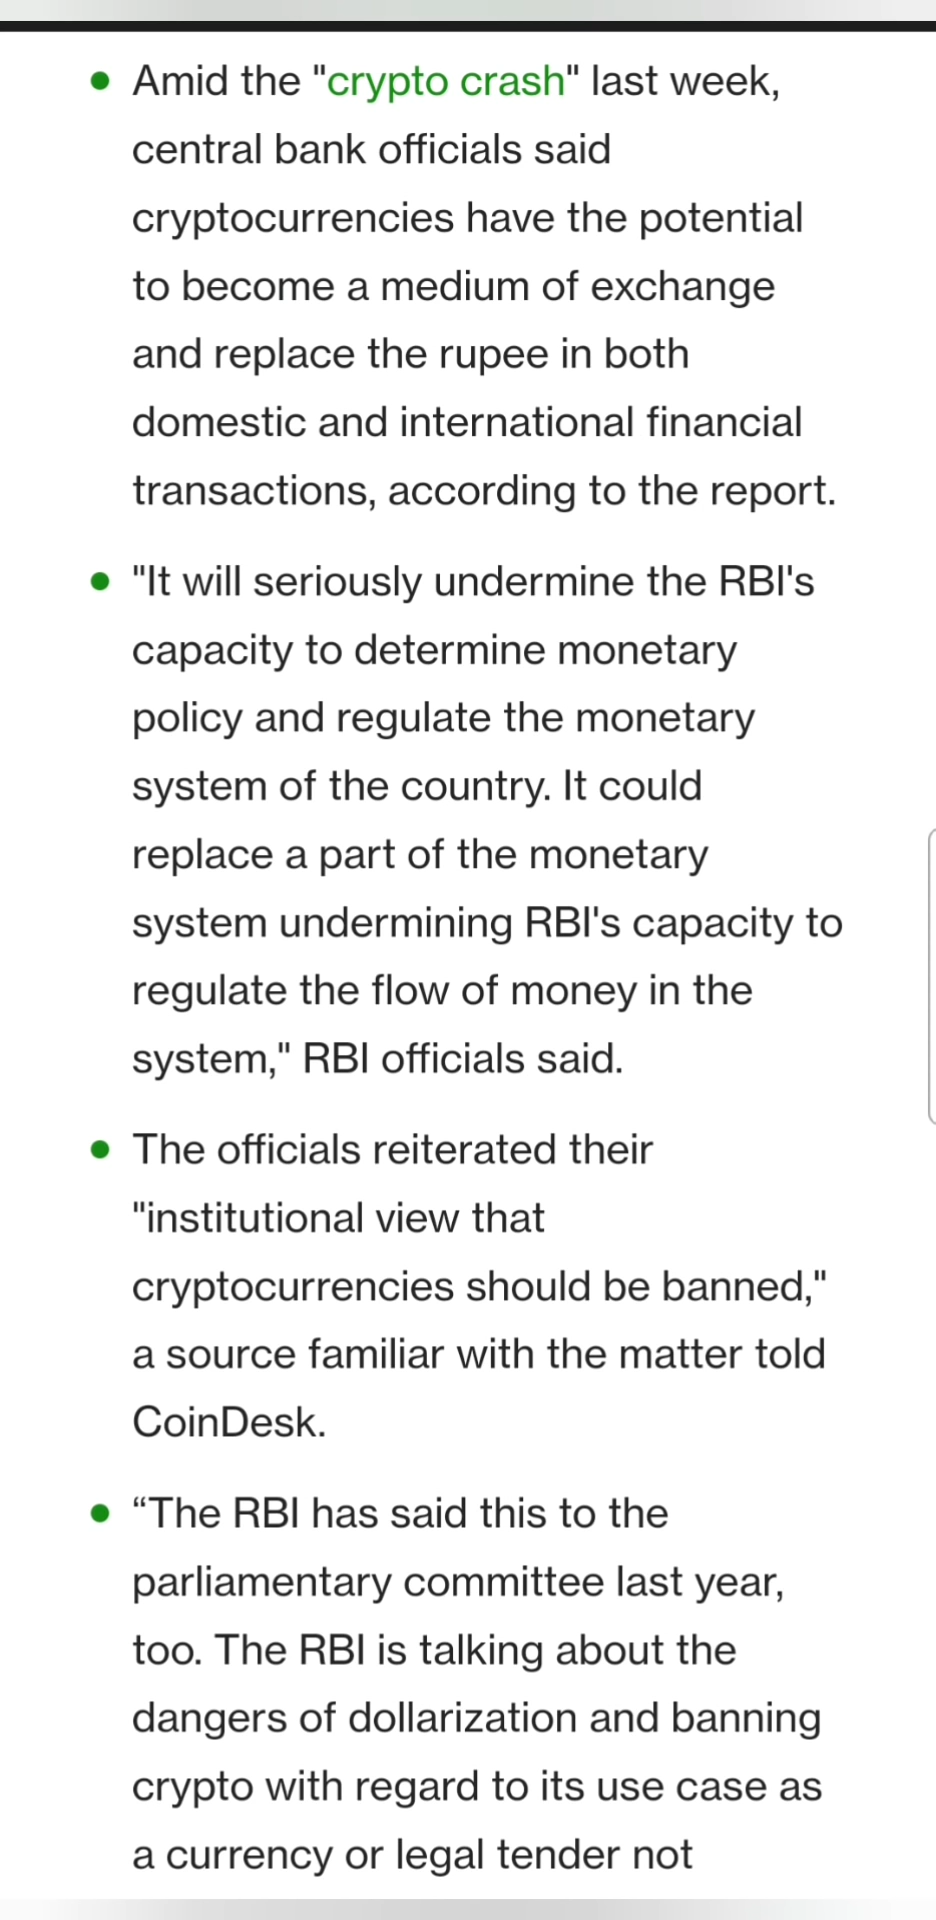 Amid the "crypto crash" last week,
central bank officials said
cryptocurrencies have the potential
to become a medium of exchange
and replace the rupee in both
domestic and international financial
transactions, according to the report.
"It will seriously undermine the RBI's
capacity to determine monetary
policy and regulate the monetary
system of the country. It could
replace a part of the monetary
system undermining RBI's capacity to
regulate the flow of money in the
system," RBI officials said.
The officials reiterated their
"institutional view that
cryptocurrencies should be banned,"
a source familiar with the matter told
CoinDesk.
“The RBI has said this to the
parliamentary committee last year,
too. The RBI is talking about the
dangers of dollarization and banning
crypto with regard to its use case as
a currency or legal tender not